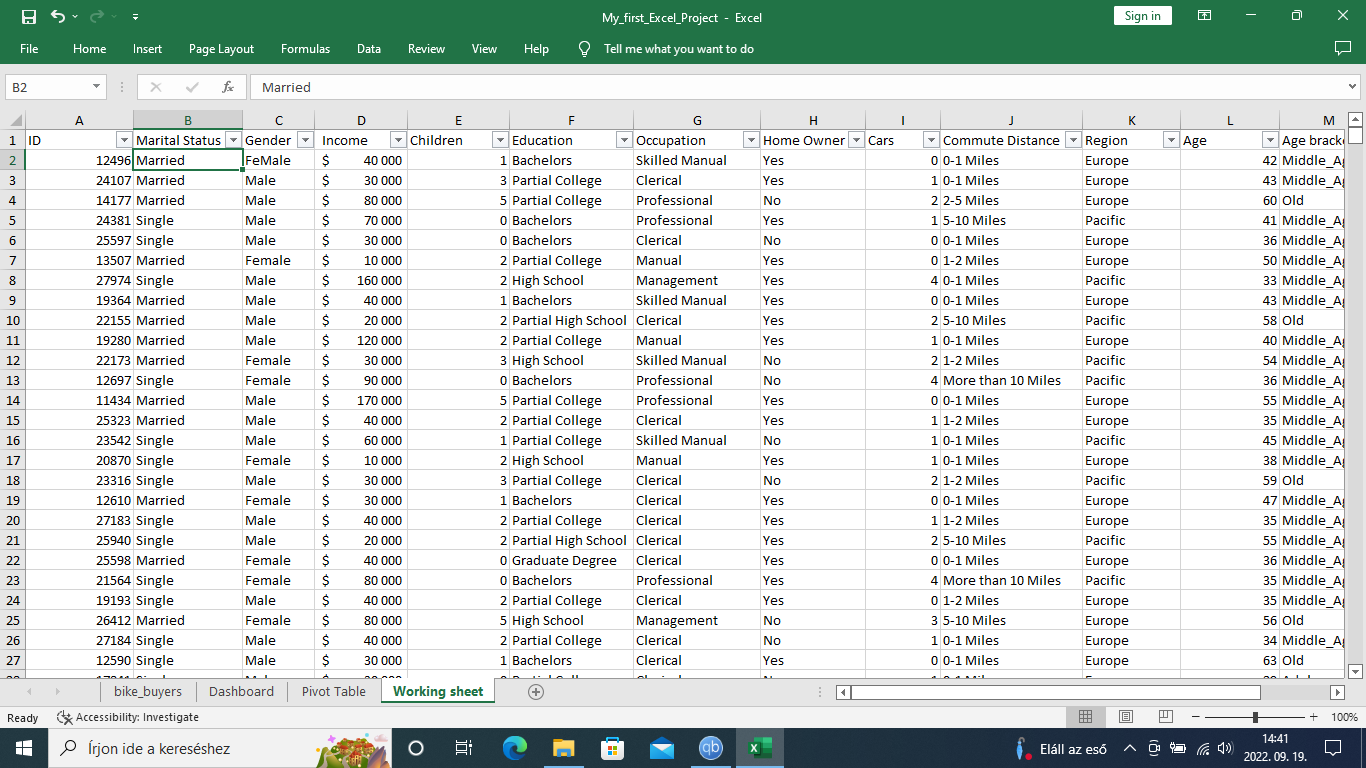 My_first_Excel_Project - Excel
Sign in
File Home Insert Page Layout Formulas Data Review View Help Tell me what you want to do
B2 fx Married
A B C D E F G H I J K L M
1 ID Marital Status Gender Income Children Education Occupation Home Owner Cars Commute Distance Region Age Age brack
2 12496 Married FeMale $ 40 000 1 Bachelors Skilled Manual Yes 0 0-1 Miles Europe 42 Middle_A
3 24107 Married Male $ 30 000 3 Partial College Clerical Yes 1 0-1 Miles Europe 43 Middle_A
4 14177 Married Male $ 80 000 5 Partial College Professional No 2 2-5 Miles Europe 60 Old
5 24381 Single Male $ 70 000 0 Bachelors Professional Yes 1 5-10 Miles Pacific 41 Middle_A
6 25597 Single Male $ 30 000 0 Bachelors Clerical No 0 0-1 Miles Europe 36 Middle_A
7 13507 Married Female $ 10 000 2 Partial College Manual Yes 0 1-2 Miles Europe 50 Middle_A
8 27974 Single Male $ 160 000 2 High School Management Yes 4 0-1 Miles Pacific 33 Middle_A
9 19364 Married Male $ 40 000 1 Bachelors Skilled Manual Yes 0 0-1 Miles Europe 43 Middle_A
10 22155 Married Male $ 20 000 2 Partial High School Clerical Yes 2 5-10 Miles Pacific 58 Old
11 19280 Married Male $ 120 000 2 Partial College Manual Yes 1 0-1 Miles Europe 40 Middle_A
12 22173 Married Female $ 30 000 3 High School Skilled Manual No 2 1-2 Miles Pacific 54 Middle_A
13 12697 Single Female $ 90 000 0 Bachelors Professional No 4 More than 10 Miles Pacific 36 Middle_A
14 11434 Married Male $ 170 000 5 Partial College Professional Yes 0 0-1 Miles Europe 55 Middle_A
15 25323 Married Male $ 40 000 2 Partial College Clerical Yes 1 1-2 Miles Europe 35 Middle_A
16 23542 Single Male $ 60 000 1 Partial College Skilled Manual No 1 0-1 Miles Pacific 45 Middle_A
17 20870 Single Female $ 10 000 2 High School Manual Yes 1 0-1 Miles Europe 38 Middle_A
18 23316 Single Male $ 30 000 3 Partial College Clerical No 2 1-2 Miles Pacific 59 Old
19 12610 Married Female $ 30 000 1 Bachelors Clerical Yes 0 0-1 Miles Europe 47 Middle_A
20 27183 Single Male $ 40 000 2 Partial College Clerical Yes 1 1-2 Miles Europe 35 Middle_A
21 25940 Single Male $ 20 000 2 Partial High School Clerical Yes 2 5-10 Miles Pacific 55 Middle_A
22 25598 Married Female $ 40 000 0 Graduate Degree Clerical Yes 0 0-1 Miles Europe 36 Middle_A
23 21564 Single Female $ 80 000 0 Bachelors Professional Yes 4 More than 10 Miles Pacific 35 Middle_A
24 19193 Single Male $ 40 000 2 Partial College Clerical Yes 0 1-2 Miles Europe 35 Middle_A
25 26412 Married Female $ 80 000 5 High School Management No 3 5-10 Miles Europe 56 Old
26 27184 Single Male $ 40 000 2 Partial College Clerical No 1 0-1 Miles Europe 34 Middle_A
27 12590 Single Male $ 30 000 1 Bachelors Clerical Yes 0 0-1 Miles Europe 63 Old
bike_buyers Dashboard Pivot Table Working sheet
Ready Accessibility: Investigate 100%
Írjon ide a kereséshez qb Eláll az eső 14:41
2022. 09. 19.